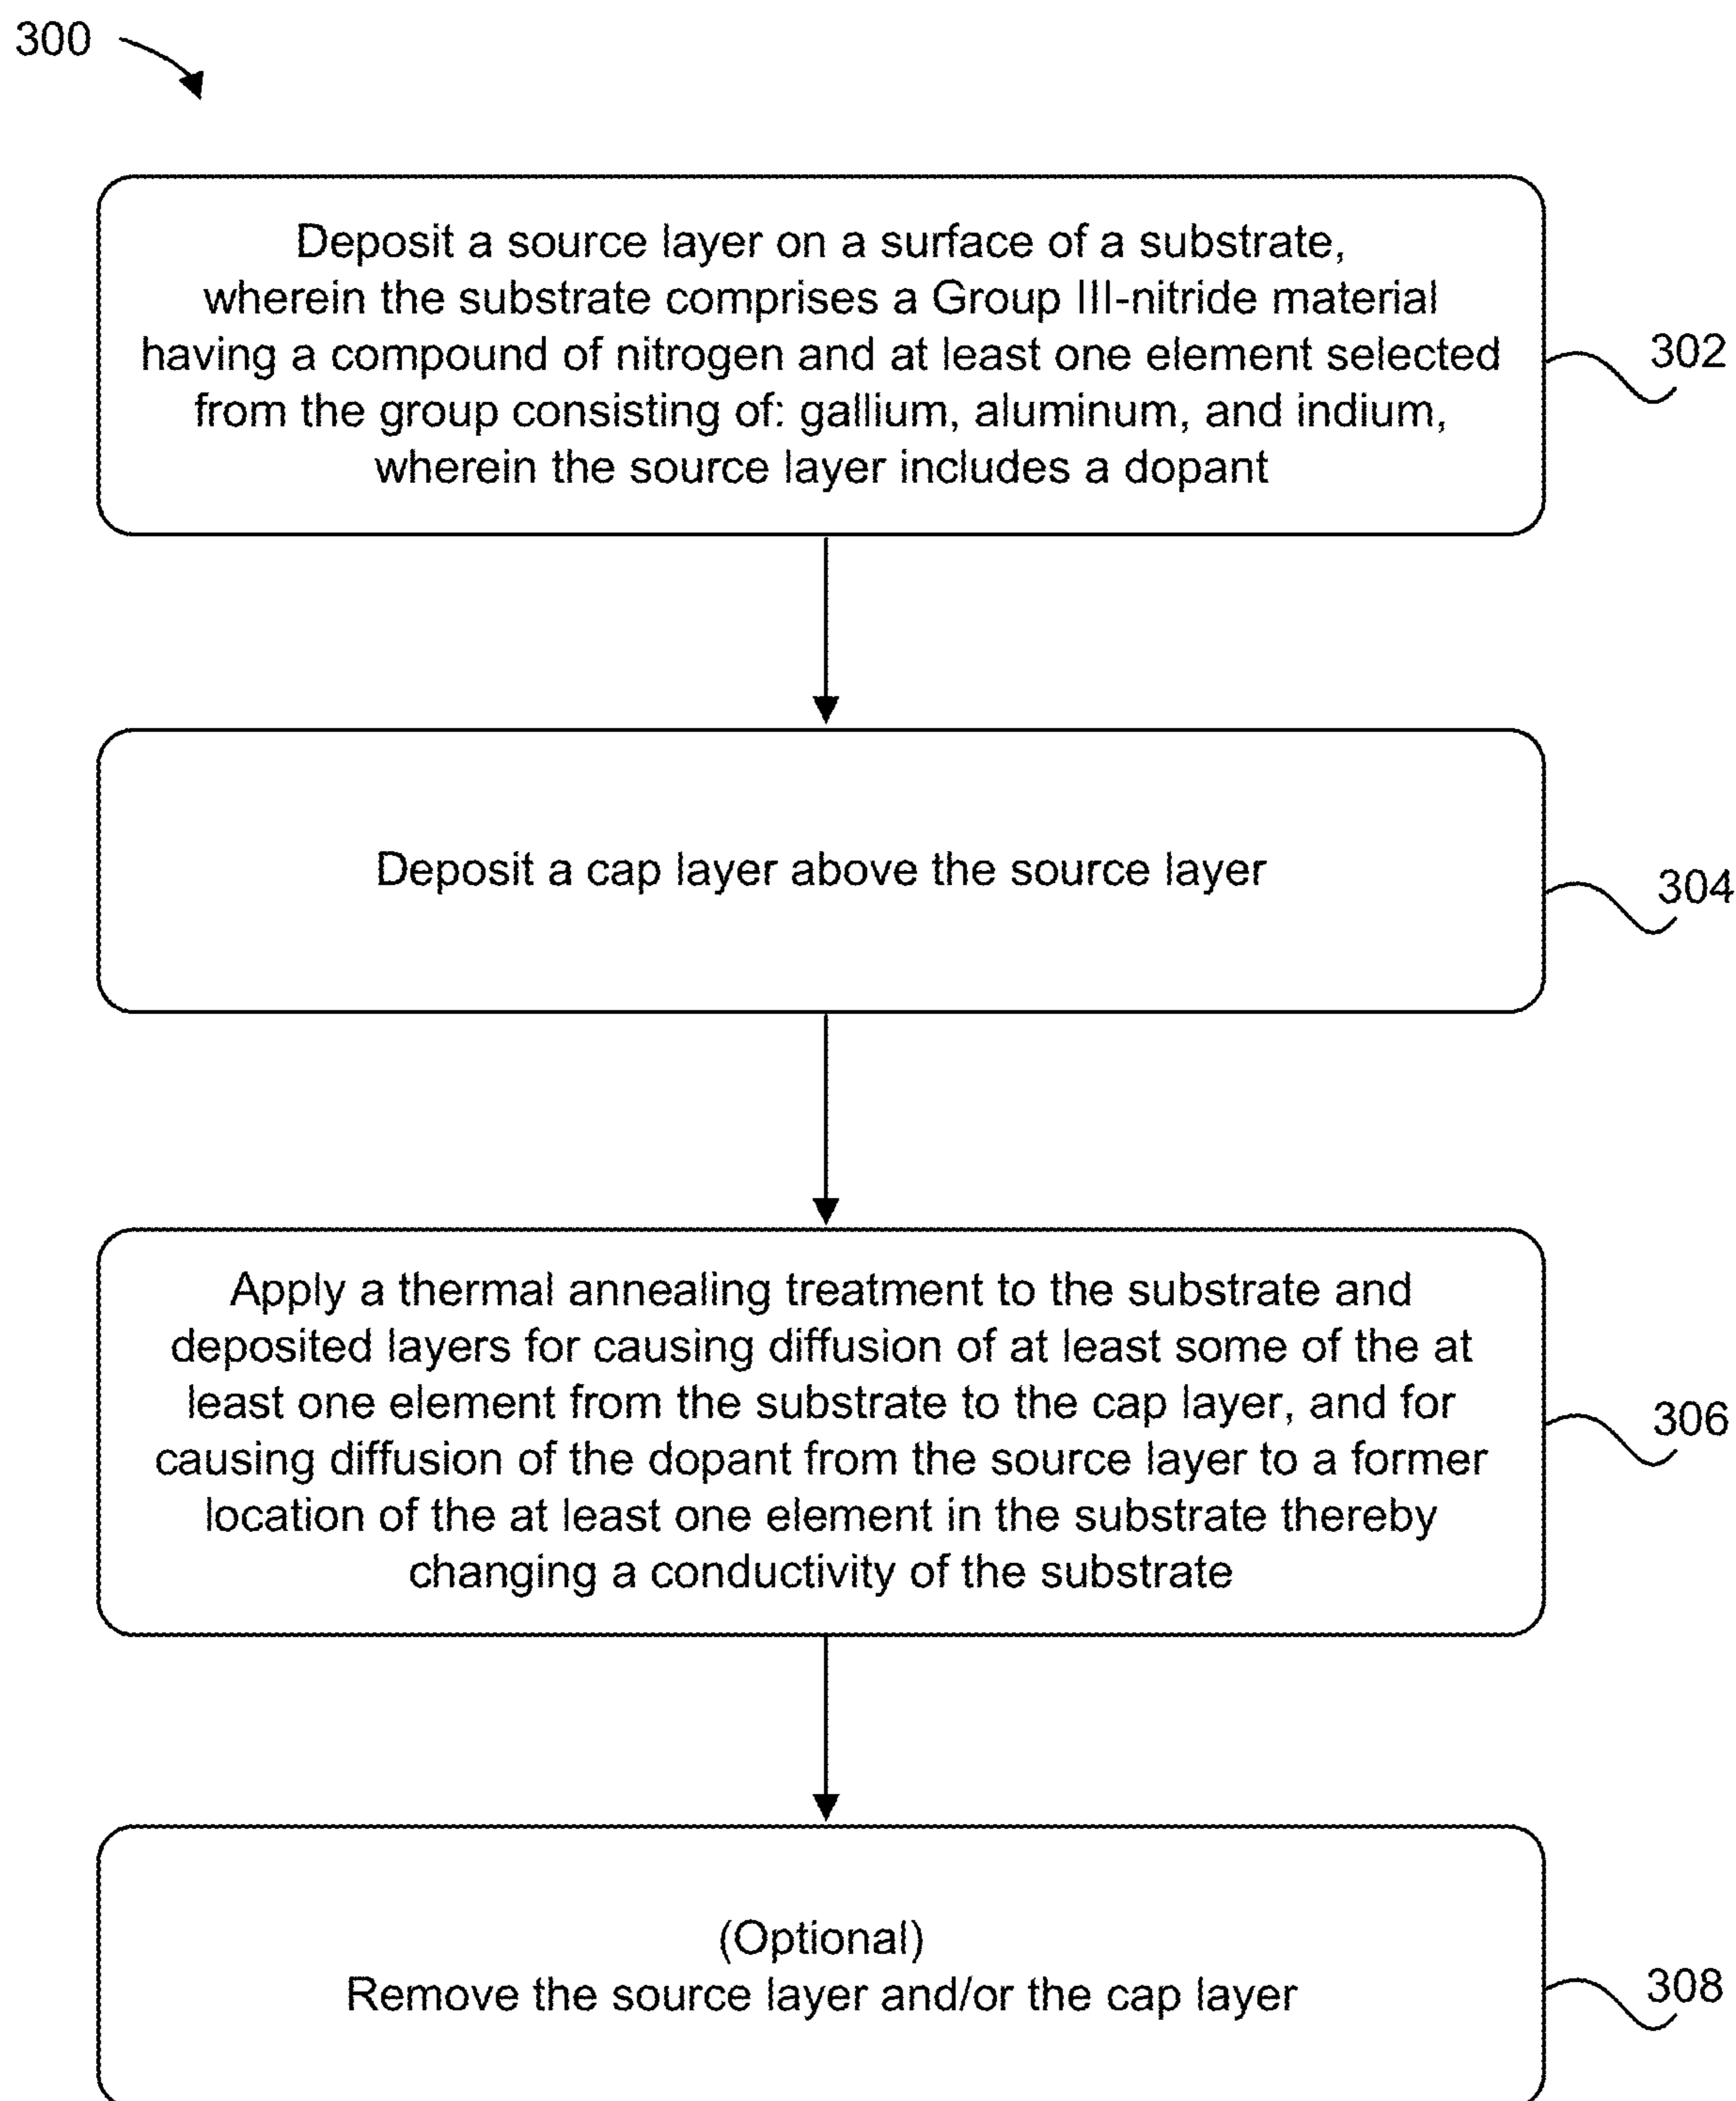 300
Deposit a source layer on a surface of a substrate,
wherein the substrate comprises a Group III-nitride material
having a compound of nitrogen and at least one element selected
from the group consisting of: gallium, aluminum, and indium,
wherein the source layer includes a dopant
302
Deposit a cap layer above the source layer
304
Apply a thermal annealing treatment to the substrate and
deposited layers for causing diffusion of at least some of the at
least one element from the substrate to the cap layer, and for
causing diffusion of the dopant from the source layer to a former
location of the at least one element in the substrate thereby
changing a conductivity of the substrate
306
(Optional)
Remove the source layer and/or the cap layer
308